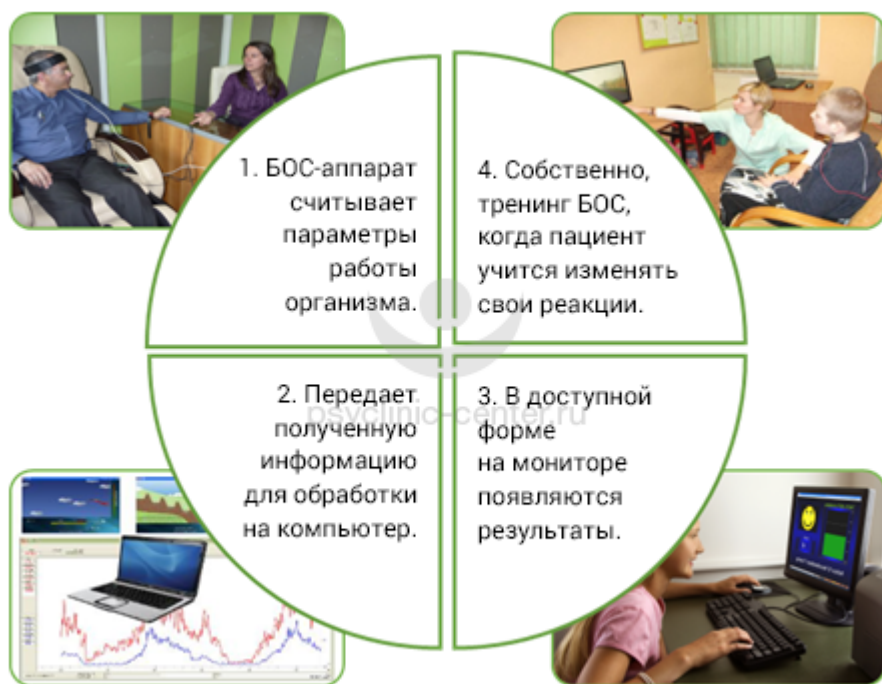 1. БОС-аппарат
считывает
параметры
работы
организма.
2. Передает
полученную
информацию
для обработки
на компьютер.
3. В доступной
форме
на мониторе
появляются
результаты.
4. Собственно,
тренинг БОС,
когда пациент
учится изменять
свои реакции.
psyclinic-center.ru